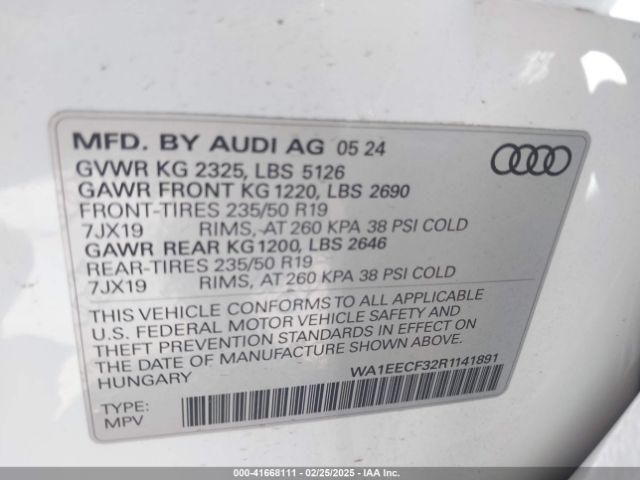 MFD. BY AUDI AG 05 24
GVWR KG 2325, LBS 5126
GAWR FRONT KG 1220, LBS 2690
FRONT-TIRES 235/50 R19
7JX19 RIMS, AT 260 KPA 38 PSI COLD
GAWR REAR KG 1200, LBS 2646
REAR-TIRES 235/50 R19
7JX19 RIMS, AT 260 KPA 38 PSI COLD
THIS VEHICLE CONFORMS TO ALL APPLICABLE
U.S. FEDERAL MOTOR VEHICLE SAFETY AND
THEFT PREVENTION STANDARDS IN EFFECT ON
THE DATE OF MANUFACTURE SHOWN ABOVE.
HUNGARY
WA1EECF32R1141891
TYPE:
MPV
000-41668111 - 02/25/2025 - IAA Inc.